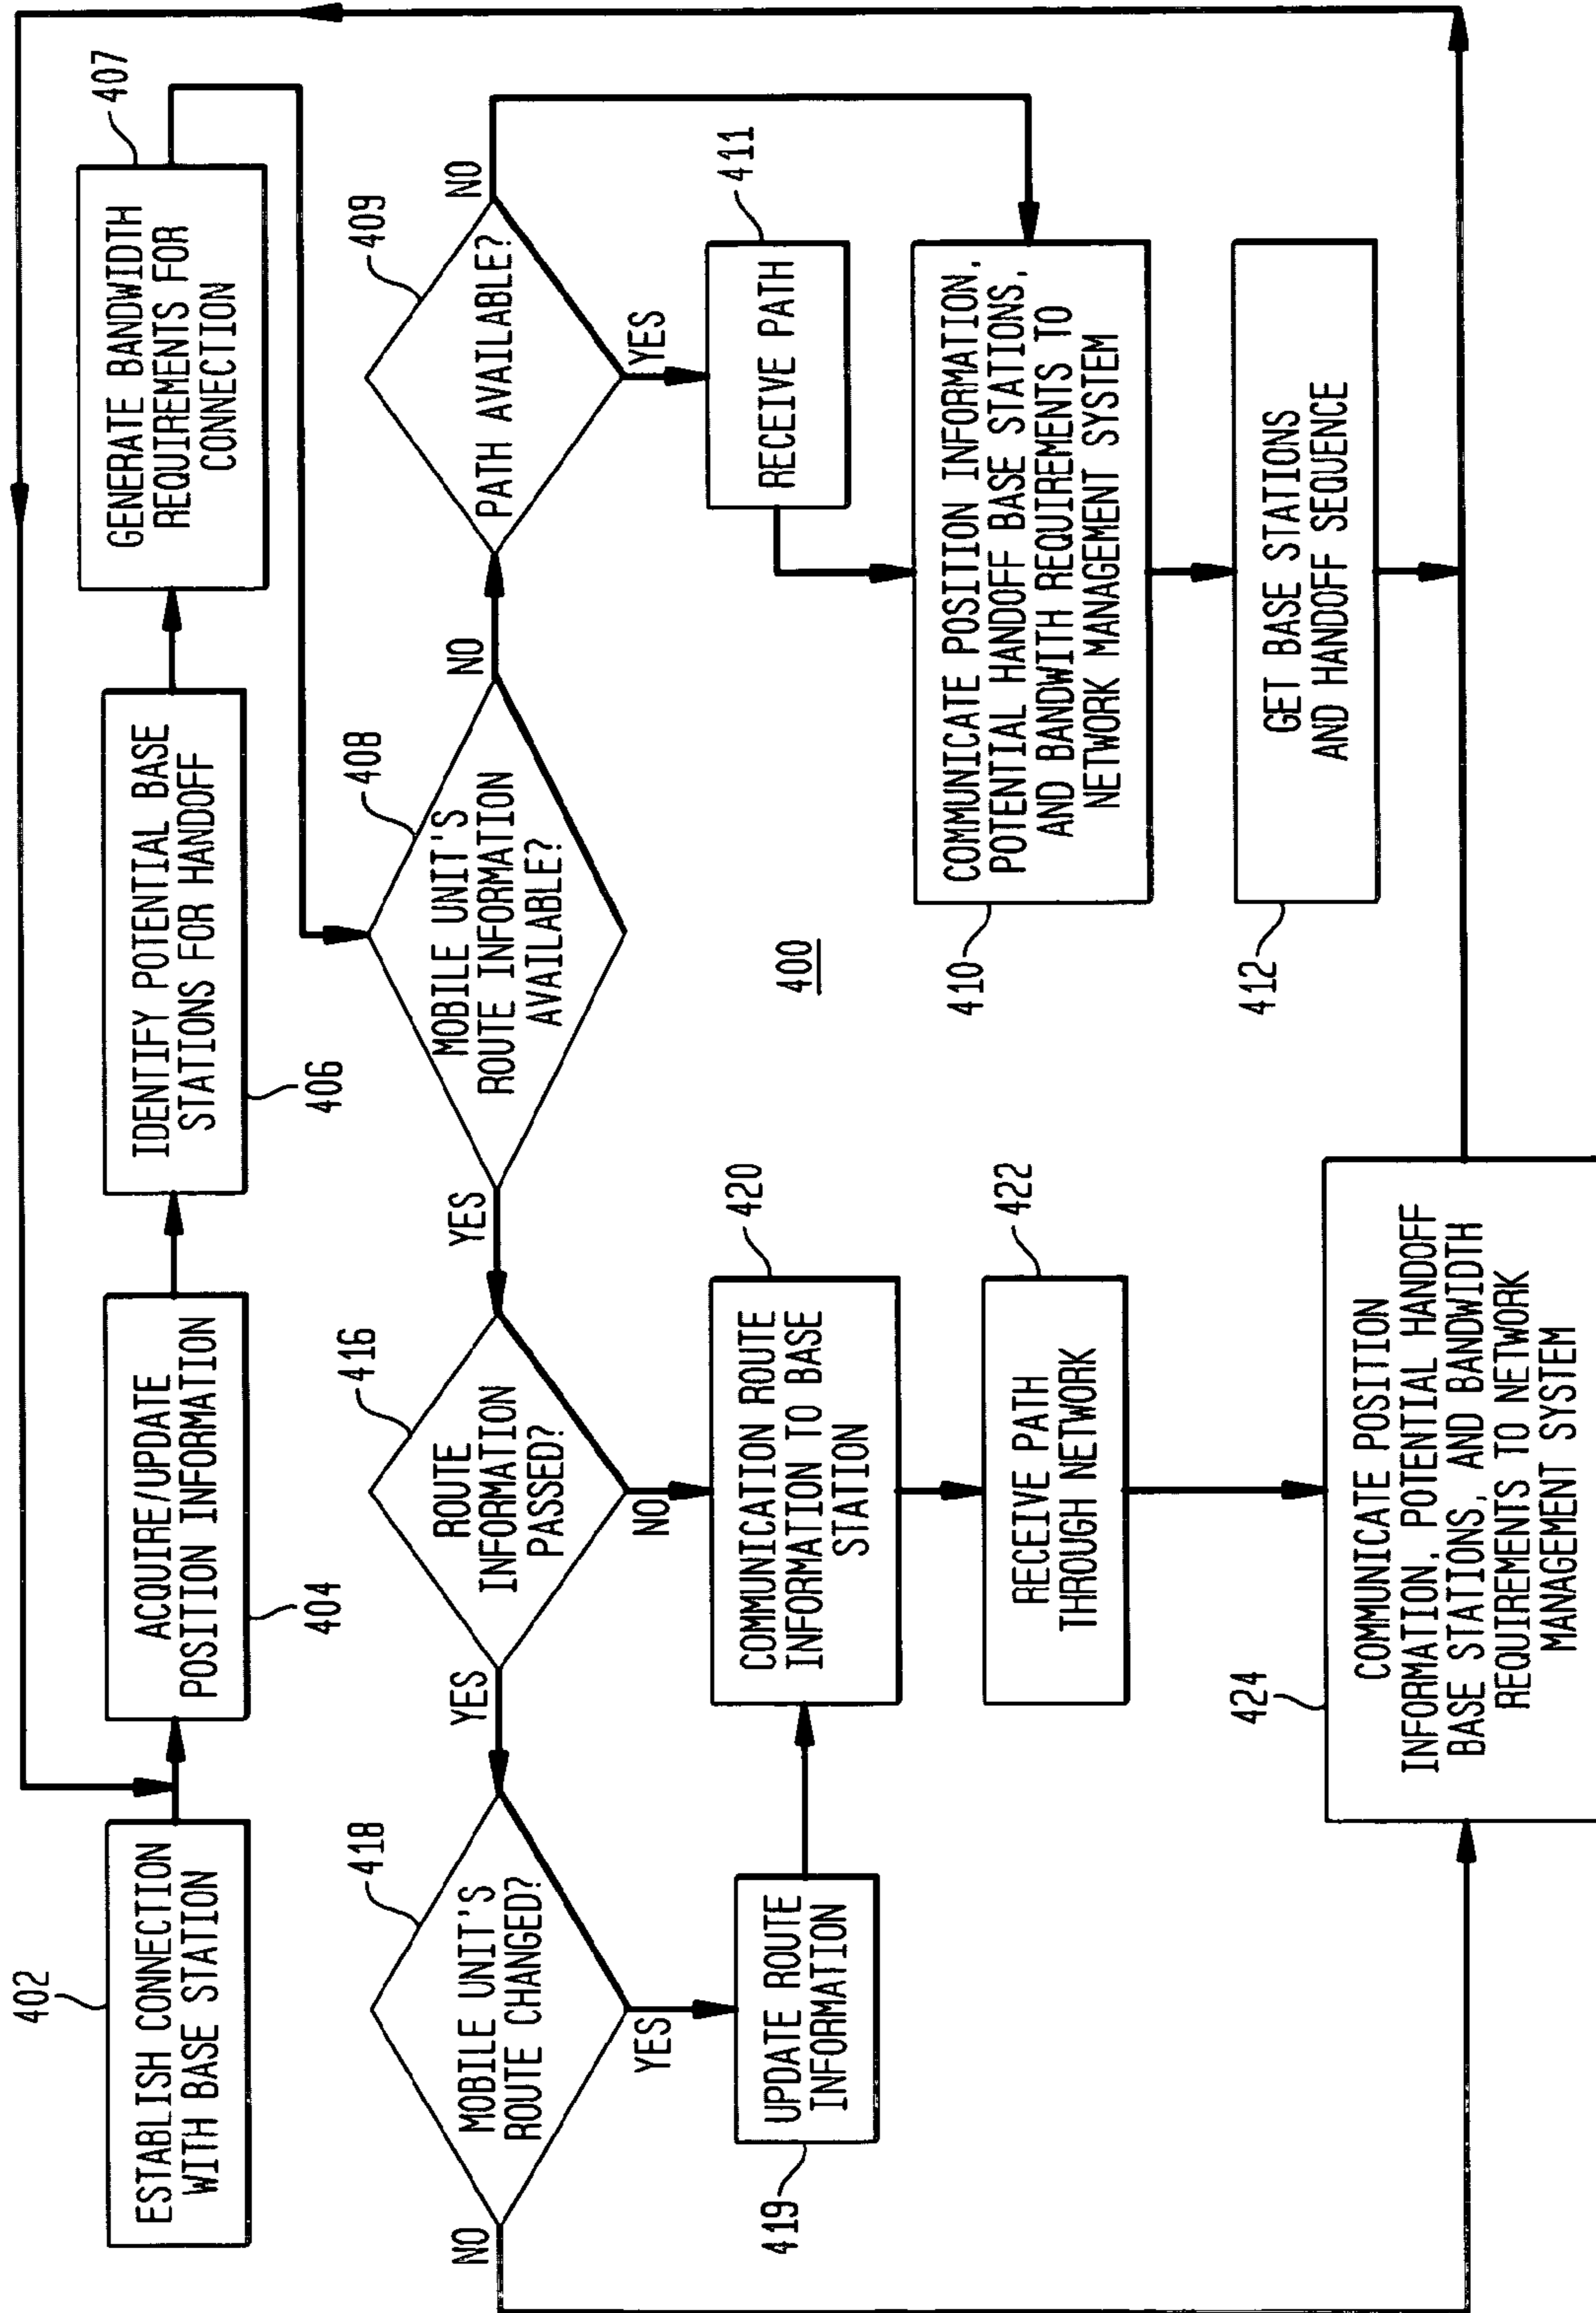 402
ESTABLISH CONNECTION
WITH BASE STATION
ACQUIRE/UPDATE
POSITION INFORMATION
404
IDENTIFY POTENTIAL BASE
STATIONS FOR HANDOFF
406
GENERATE BANDWIDTH
REQUIREMENTS FOR
CONNECTION
407
418
MOBILE UNIT'S
ROUTE CHANGED?
NO
YES
YES
416
ROUTE
INFORMATION
PASSED?
NO
YES
408
MOBILE UNIT'S
ROUTE INFORMATION
AVAILABLE?
NO
409
PATH AVAILABLE?
NO
YES
419
UPDATE ROUTE
INFORMATION
420
COMMUNICATION ROUTE
INFORMATION TO BASE
STATION
411
RECEIVE PATH
400
422
RECEIVE PATH
THROUGH NETWORK
410
COMMUNICATE POSITION INFORMATION,
POTENTIAL HANDOFF BASE STATIONS,
AND BANDWITH REQUIREMENTS TO
NETWORK MANAGEMENT SYSTEM
412
GET BASE STATIONS
AND HANDOFF SEQUENCE
424
COMMUNICATE POSITION
INFORMATION, POTENTIAL HANDOFF
BASE STATIONS, AND BANDWIDTH
REQUIREMENTS TO NETWORK
MANAGEMENT SYSTEM